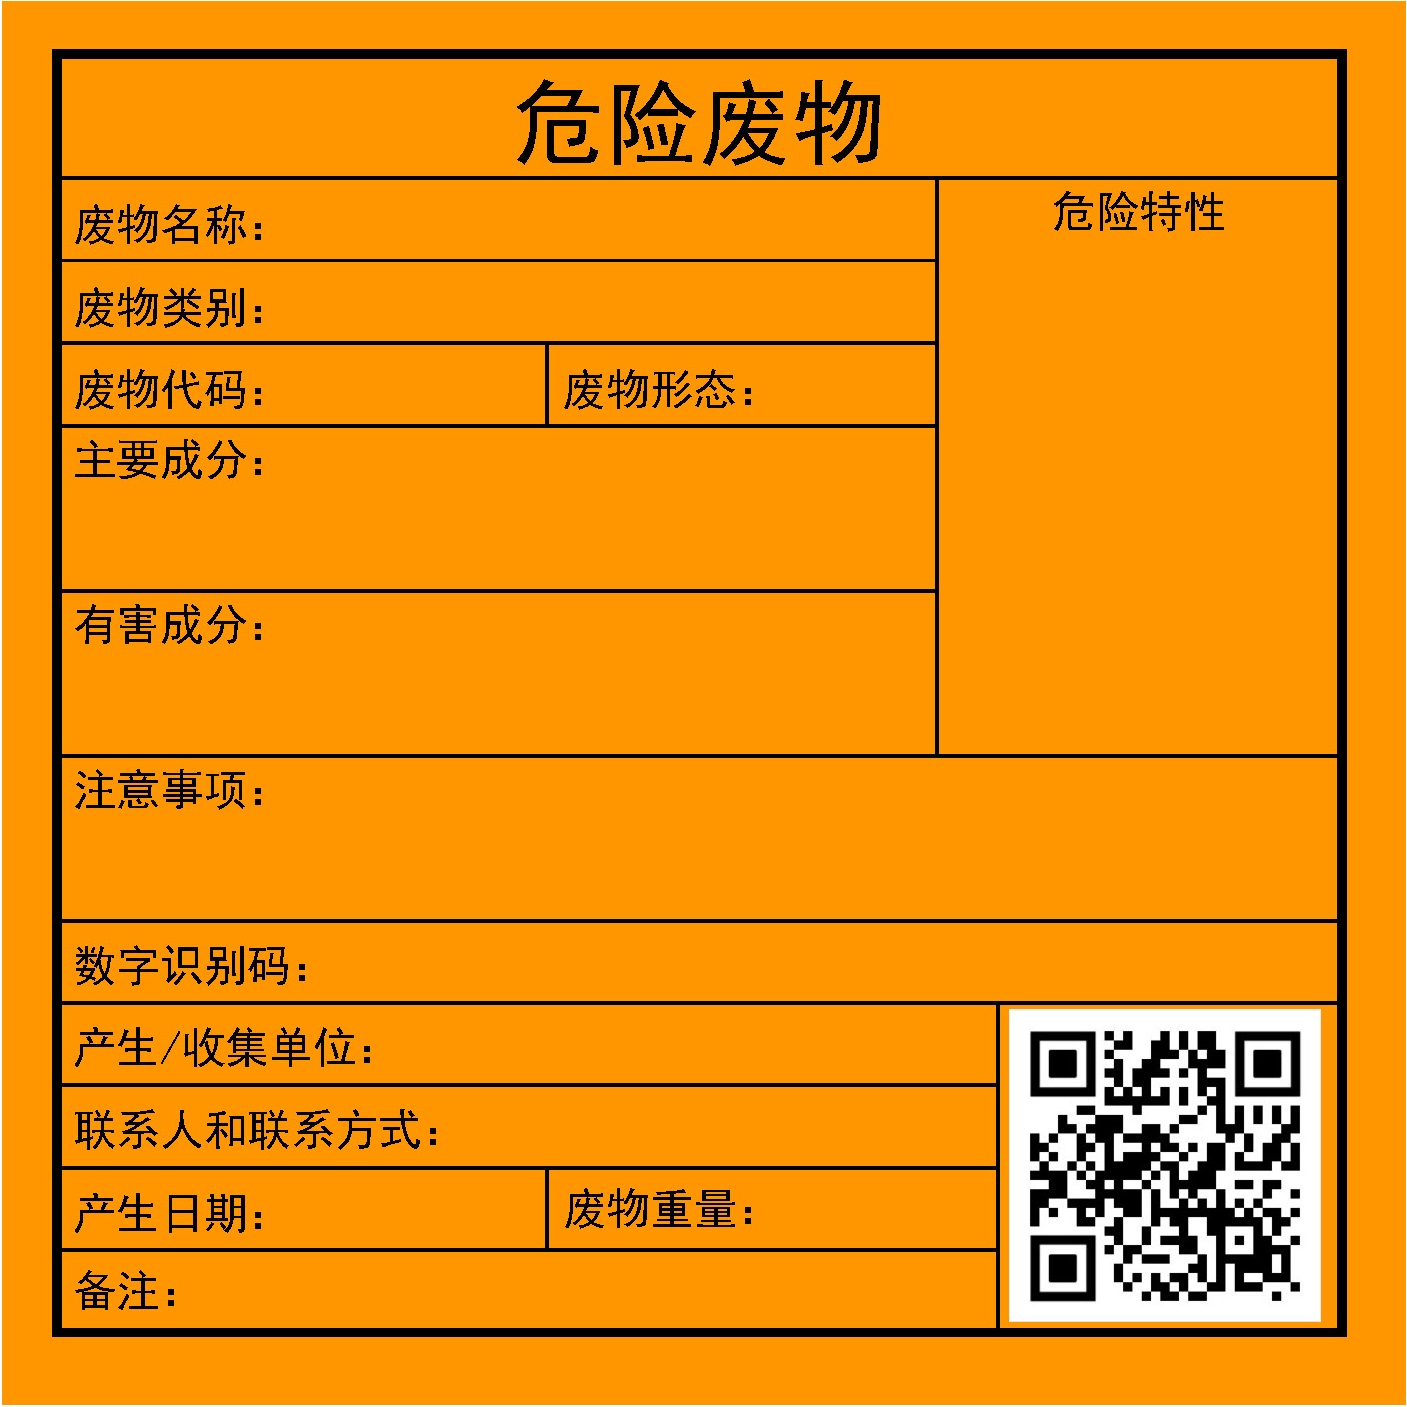 危险废物
废物名称：
危险特性
废物类别：
废物代码：
废物形态：
主要成分：
有害成分：
注意事项：
数字识别码：
产生/收集单位：
联系人和联系方式：
产生日期：
废物重量：
备注：